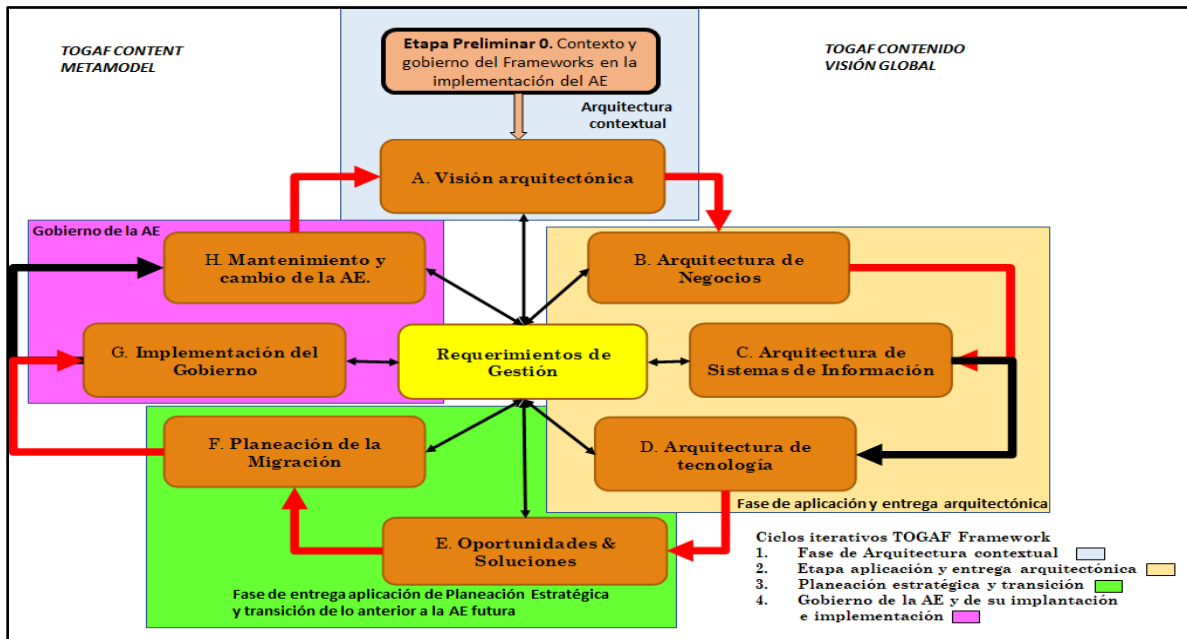 TOGAF CONTENT
METAMODEL
Etapa Preliminar 0. Contexto y
gobierno del Frameworks en la
implementación del AE
TOGAF CONTENIDO
VISIÓN GLOBAL
Arquitectura
contextual
A. Visión arquitectónica
Gobierno de la AE
H. Mantenimiento y
cambio de la AE.
B. Arquitectura de
Negocios
G. Implementación del
Gobierno
Requerimientos de
Gestión
C. Arquitectura de
Sistemas de Información
F. Planeación de la
Migración
D. Arquitectura de
tecnología
Fase de aplicación y entrega arquitectónica
E. Oportunidades &
Soluciones
Fase de entrega aplicación de Planeación Estratégica
y transición de lo anterior a la AE futura
Ciclos iterativos TOGAF Framework
1. Fase de Arquitectura contextual
2. Etapa aplicación y entrega arquitectónica
3. Planeación estratégica y transición
4. Gobierno de la AE y de su implantación
e implementación